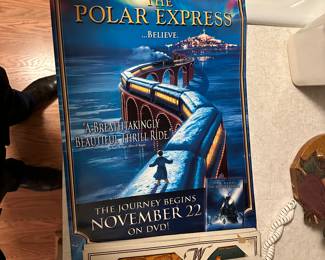 THE
POLAR EXPRESS
...BELIEVE.
"A BREATHTAKINGLY
BEAUTIFUL THRILL RIDE."
THE JOURNEY BEGINS
NOVEMBER 22
ON DVD!
W